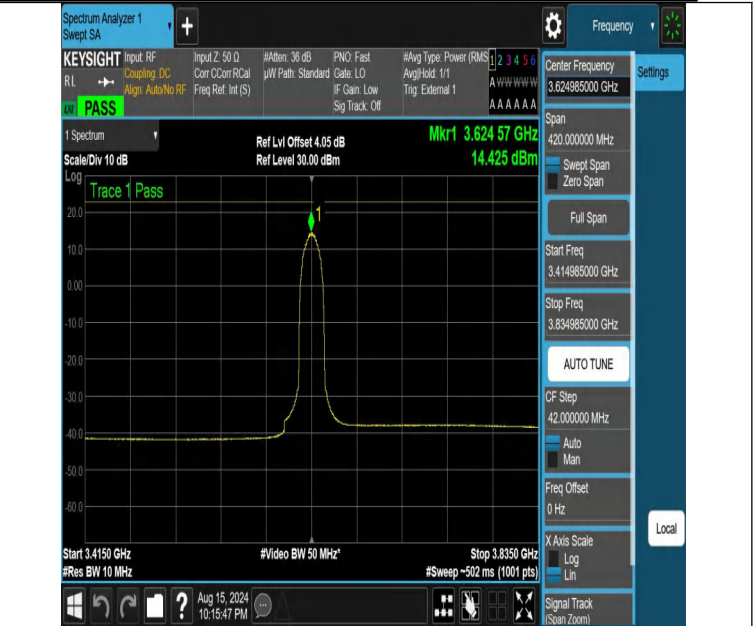 Spectrum Analyzer 1
Swept SA
+
Frequency
KEYSIGHT
RL
PASS
Input: RF
Coupling: DC
Align: Auto/No RF
Input Z: 50 Ω
Corr CCorr RCal
Freq Ref: Int (S)
#Atten: 36 dB
µW Path: Standard
PNO: Fast
Gate: LO
IF Gain: Low
Sig Track: Off
#Avg Type: Power (RMS
Avg|Hold: 1/1
Trig: External 1
1 2 3 4 5 6
A W W W W W
A A A A A A
1 Spectrum
Scale/Div 10 dB
Ref Lvl Offset 4.05 dB
Ref Level 30.00 dBm
Mkr1 3.624 57 GHz
14.425 dBm
Log
Trace 1 Pass
1
20.0
10.0
0.00
-10.0
-20.0
-30.0
-40.0
-50.0
-60.0
Start 3.4150 GHz
#Res BW 10 MHz
#Video BW 50 MHz*
Stop 3.8350 GHz
#Sweep ~502 ms (1001 pts)
?
Aug 15, 2024
10:15:47 PM
Center Frequency
3.624985000 GHz
Settings
Span
420.000000 MHz
Swept Span
Zero Span
Full Span
Start Freq
3.414985000 GHz
Stop Freq
3.834985000 GHz
AUTO TUNE
CF Step
42.000000 MHz
Auto
Man
Freq Offset
0 Hz
X Axis Scale
Log
Lin
Local
Signal Track
(Span Zoom)